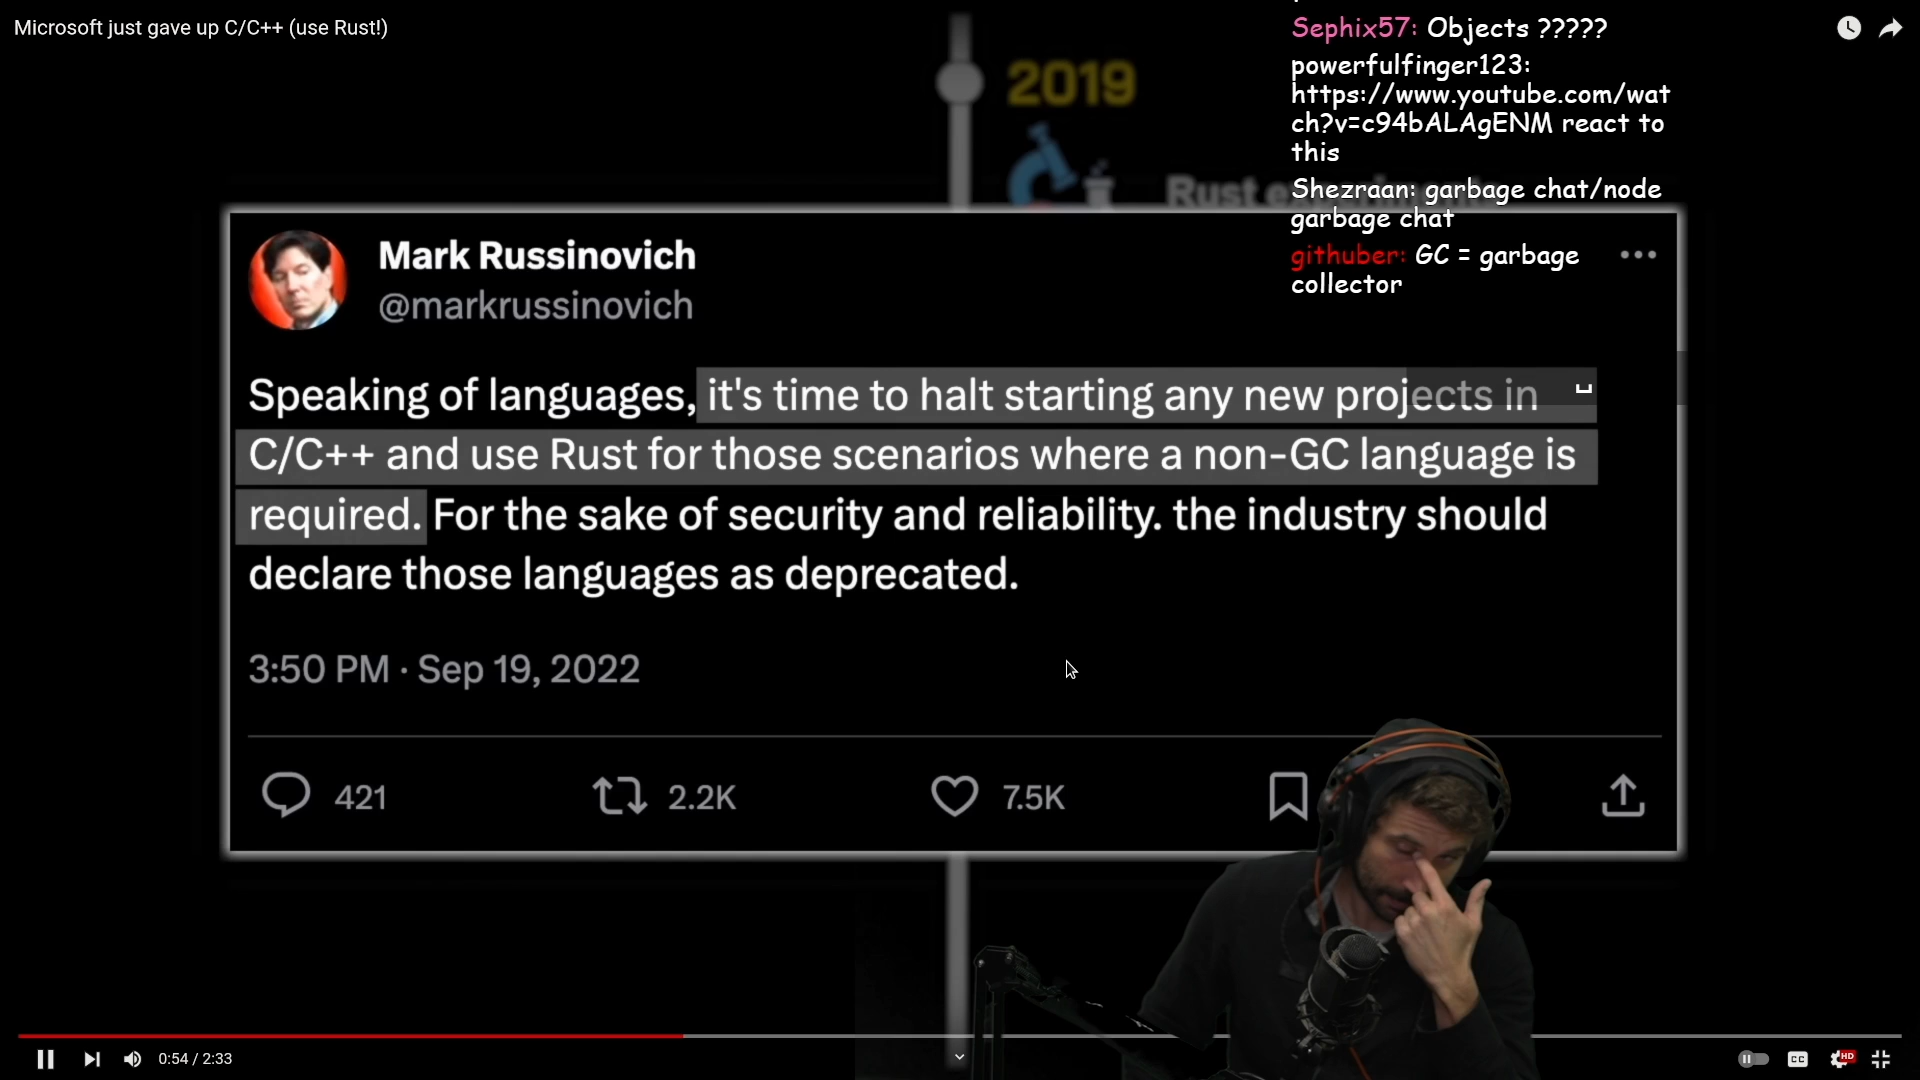 Microsoft just gave up C/C++ (use Rust!)
Sephix57: Objects ?????
powerfulfinger123:
https://www.youtube.com/wat
ch?v=c94bALAgENM react to
this
Shezraan: garbage chat/node
garbage chat
githuber: GC = garbage
collector
2019
Rust
Mark Russinovich
@markrussinovich
Speaking of languages, it's time to halt starting any new projects in
C/C++ and use Rust for those scenarios where a non-GC language is
required. For the sake of security and reliability. the industry should
declare those languages as deprecated.
3:50 PM · Sep 19, 2022
421
2.2K
7.5K
0:54 / 2:33
CC
HD